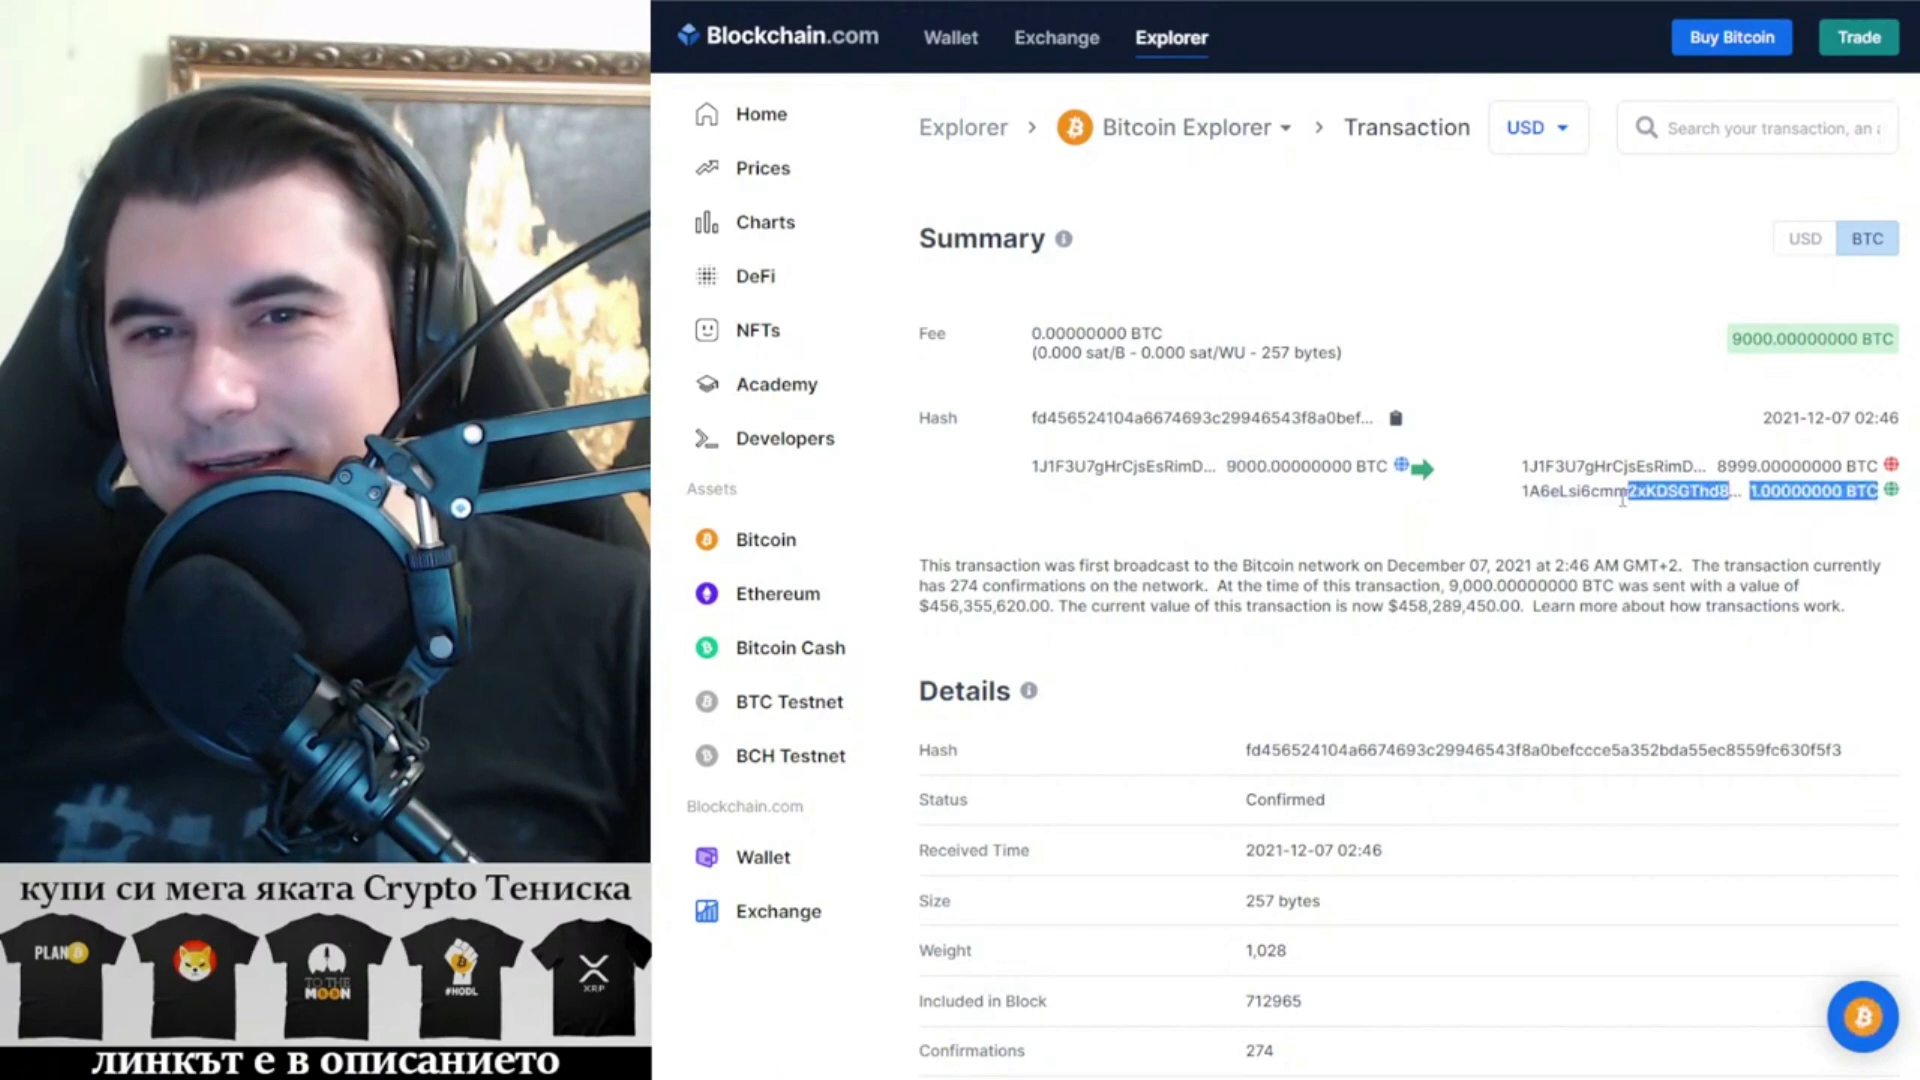 Blockchain.com
Wallet
Exchange
Explorer
Buy Bitcoin
Trade
Home
Prices
Charts
DeFi
NFTs
Academy
Developers
Assets
Bitcoin
Ethereum
Bitcoin Cash
BTC Testnet
BCH Testnet
Blockchain.com
Wallet
Exchange
Explorer > Bitcoin Explorer > Transaction
USD
Search your transaction, an a
Summary
USD BTC
Fee
0.00000000 BTC
(0.000 sat/B - 0.000 sat/WU - 257 bytes)
9000.00000000 BTC
Hash
fd456524104a6674693c29946543f8a0bef...
2021-12-07 02:46
1J1F3U7gHrCjsEsRimD... 9000.00000000 BTC
1J1F3U7gHrCjsEsRimD... 8999.00000000 BTC
1A6eLsi6cmm2xKDSGThd8... 1.00000000 BTC
This transaction was first broadcast to the Bitcoin network on December 07, 2021 at 2:46 AM GMT+2. The transaction currently
has 274 confirmations on the network. At the time of this transaction, 9,000.00000000 BTC was sent with a value of
$456,355,620.00. The current value of this transaction is now $458,289,450.00. Learn more about how transactions work.
Details
Hash
fd456524104a6674693c29946543f8a0befccce5a352bda55ec8559fc630f5f3
Status
Confirmed
Received Time
2021-12-07 02:46
Size
257 bytes
Weight
1,028
Included in Block
712965
Confirmations
274
купи си мега яката Crypto Тениска
PLAN B
TO THE
MOON
#HODL
XRP
линкът е в описанието